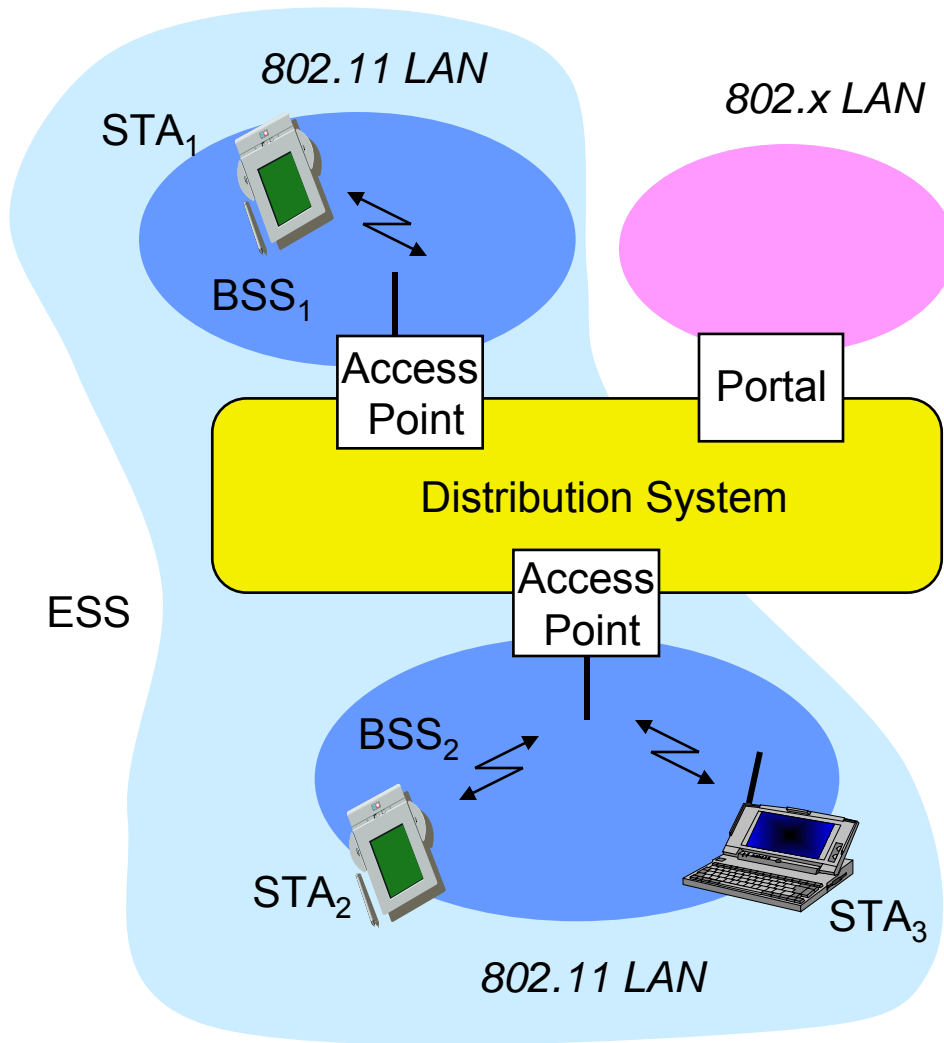 802.11 LAN
802.x LAN
STA₁
BSS₁
Access
Point
Portal
Distribution System
Access
Point
ESS
BSS₂
STA₂
STA₃
802.11 LAN